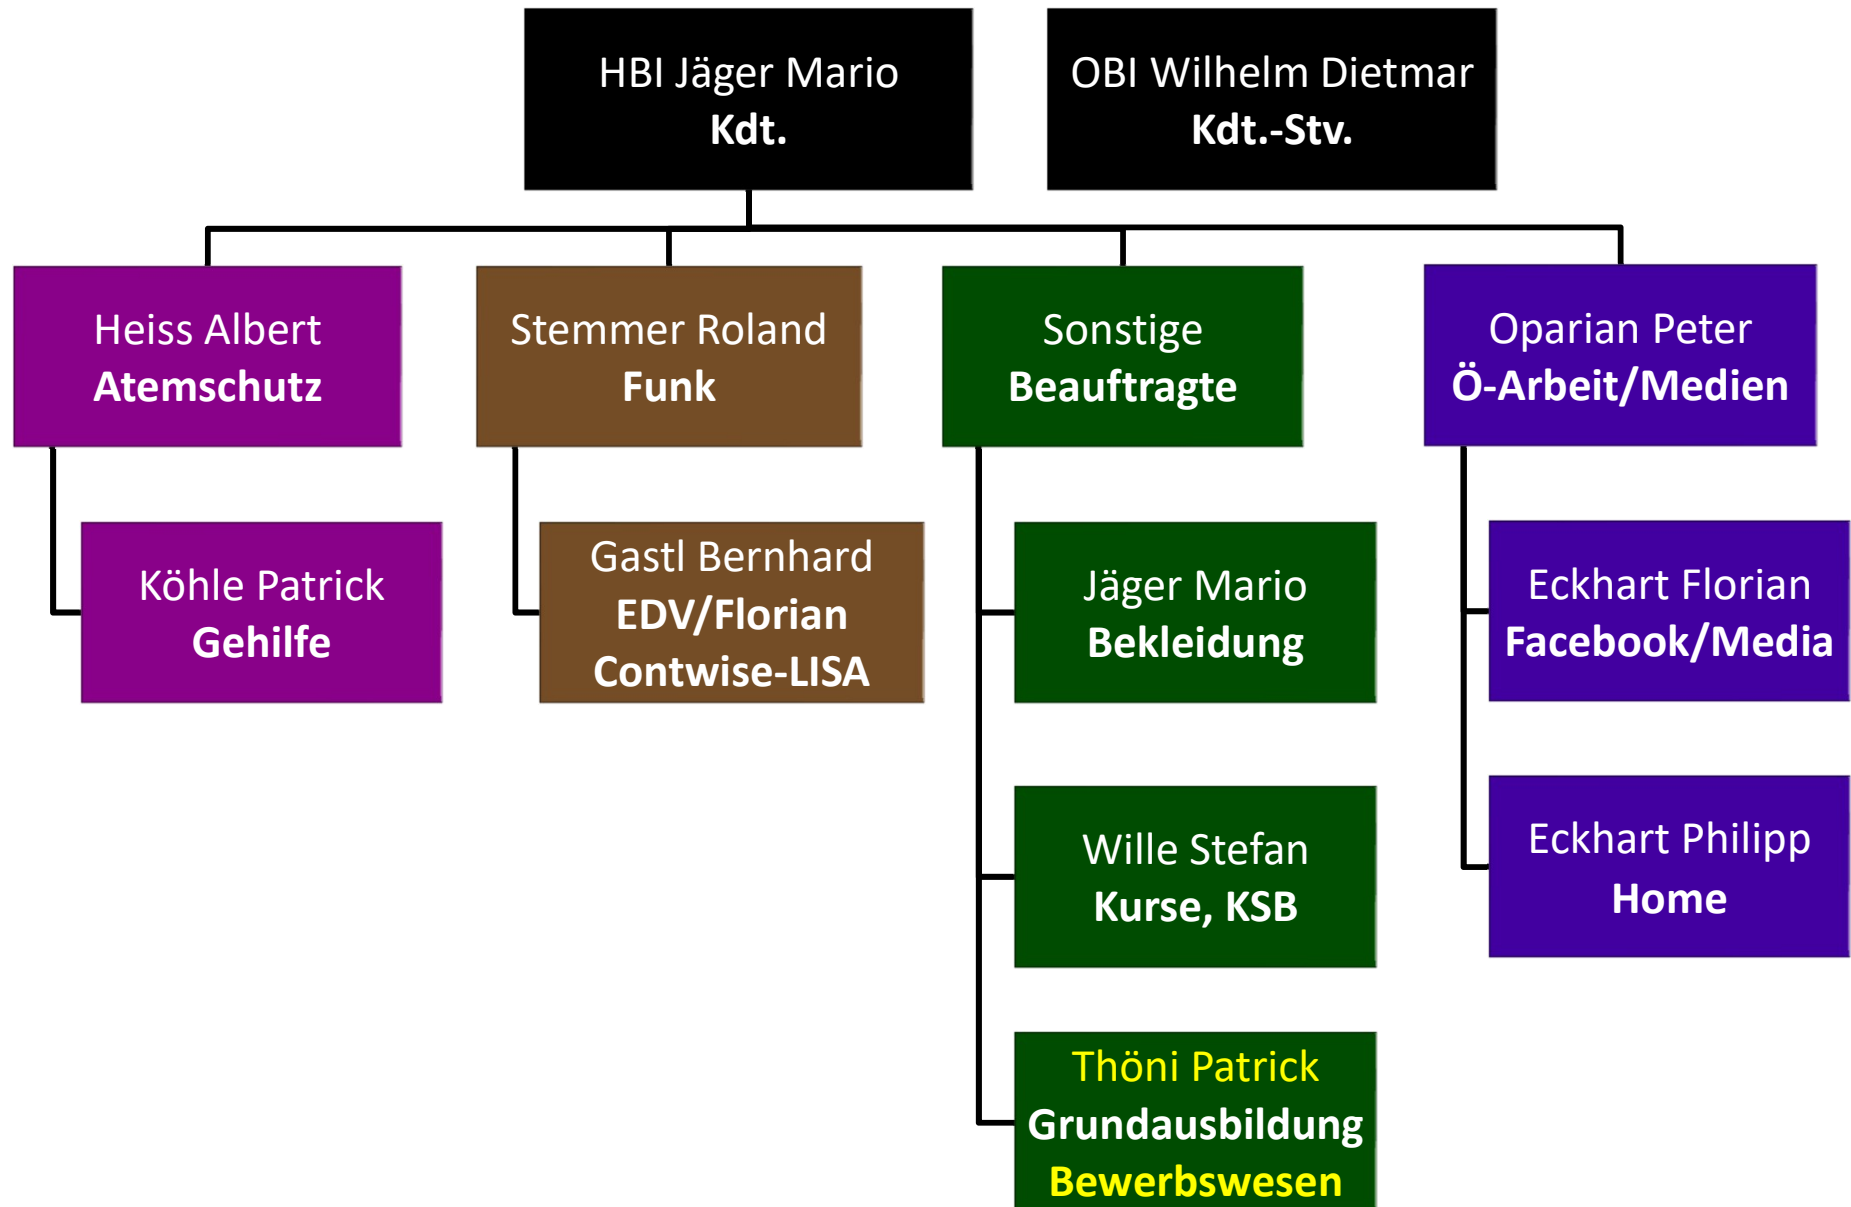 HBI Jäger Mario
Kdt.
OBI Wilhelm Dietmar
Kdt.-Stv.
Heiss Albert
Atemschutz
Stemmer Roland
Funk
Sonstige
Beauftragte
Oparian Peter
Ö-Arbeit/Medien
Köhle Patrick
Gehilfe
Gastl Bernhard
EDV/Florian
Contwise-LISA
Jäger Mario
Bekleidung
Eckhart Florian
Facebook/Media
Wille Stefan
Kurse, KSB
Eckhart Philipp
Home
Thöni Patrick
Grundausbildung
Bewerbswesen